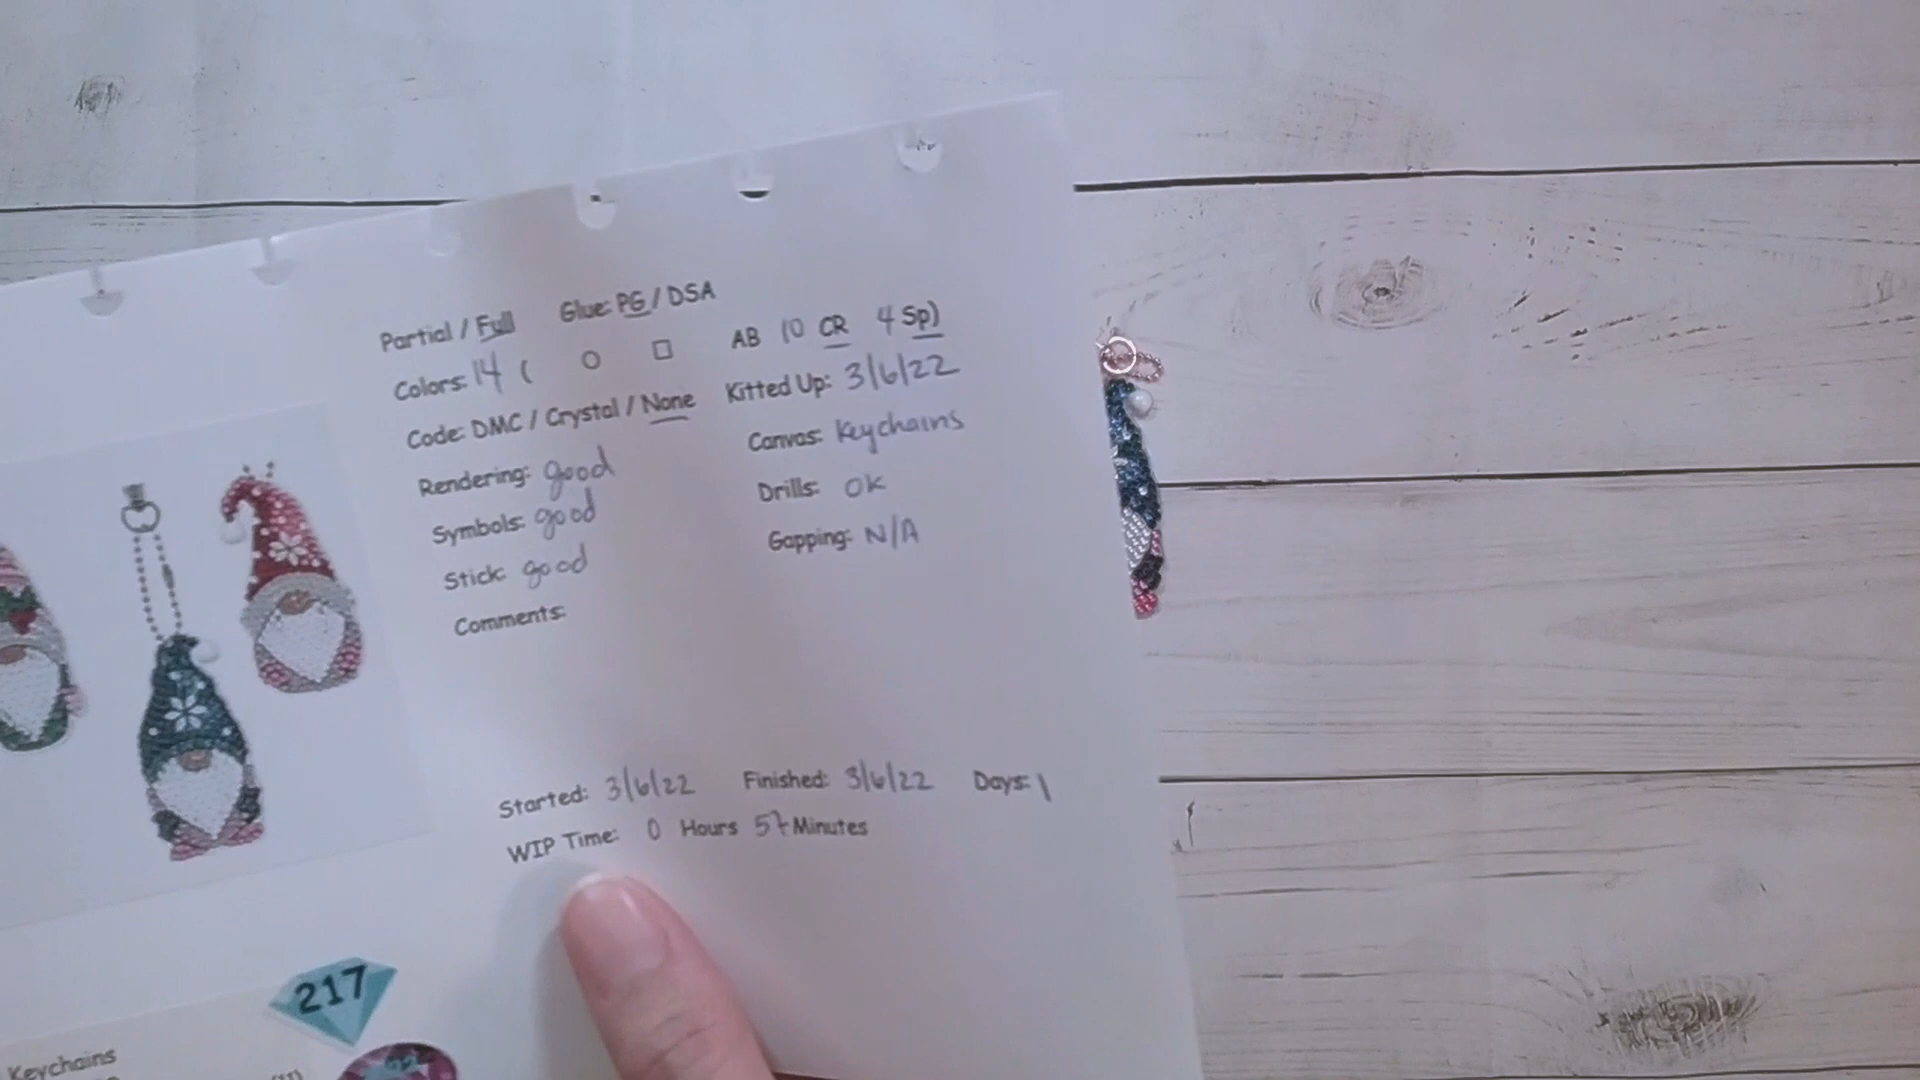 Partial / Full Glue: PG / DSA
Colors: 14 ( ○ □ AB 10 CR 4 Sp)
Code: DMC / Crystal / None Kitted Up: 3/6/22
Rendering: good Canvas: Keychains
Symbols: good Drills: ok
Stick: good Gapping: N/A
Comments:
Started: 3/6/22 Finished: 3/6/22 Days: 1
WIP Time: 0 Hours 57 Minutes
217
Keychains